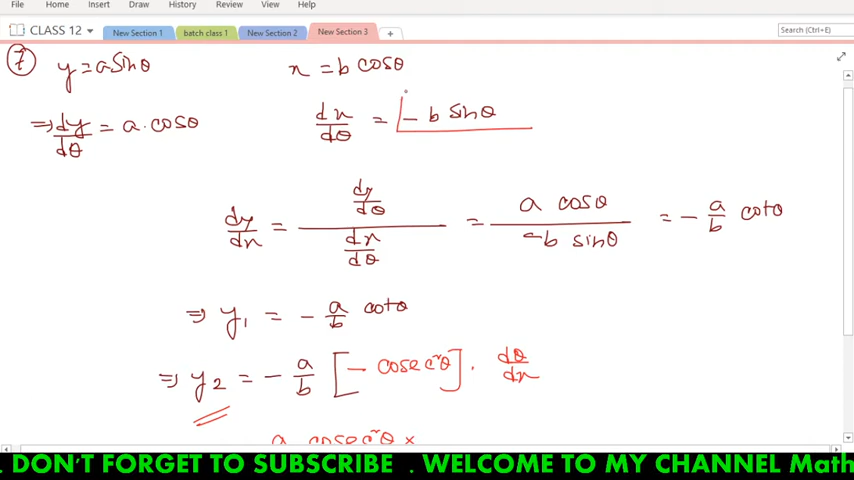 File Home Insert Draw History Review View Help
CLASS 12 New Section 1 batch class 1 New Section 2 New Section 3 + Search (Ctrl+E)
⑦ y = a sinθ x = b cosθ
⇒ dy/dθ = a · cosθ dx/dθ = - b sinθ
dy/dx = (dy/dθ)/(dx/dθ) = (a cosθ)/(-b sinθ) = - a/b cotθ
⇒ y₁ = - a/b cotθ
⇒ y₂ = - a/b [- cosec²θ] · dθ/dx
a cosec²θ ×
. DON'T FORGET TO SUBSCRIBE . WELCOME TO MY CHANNEL Math